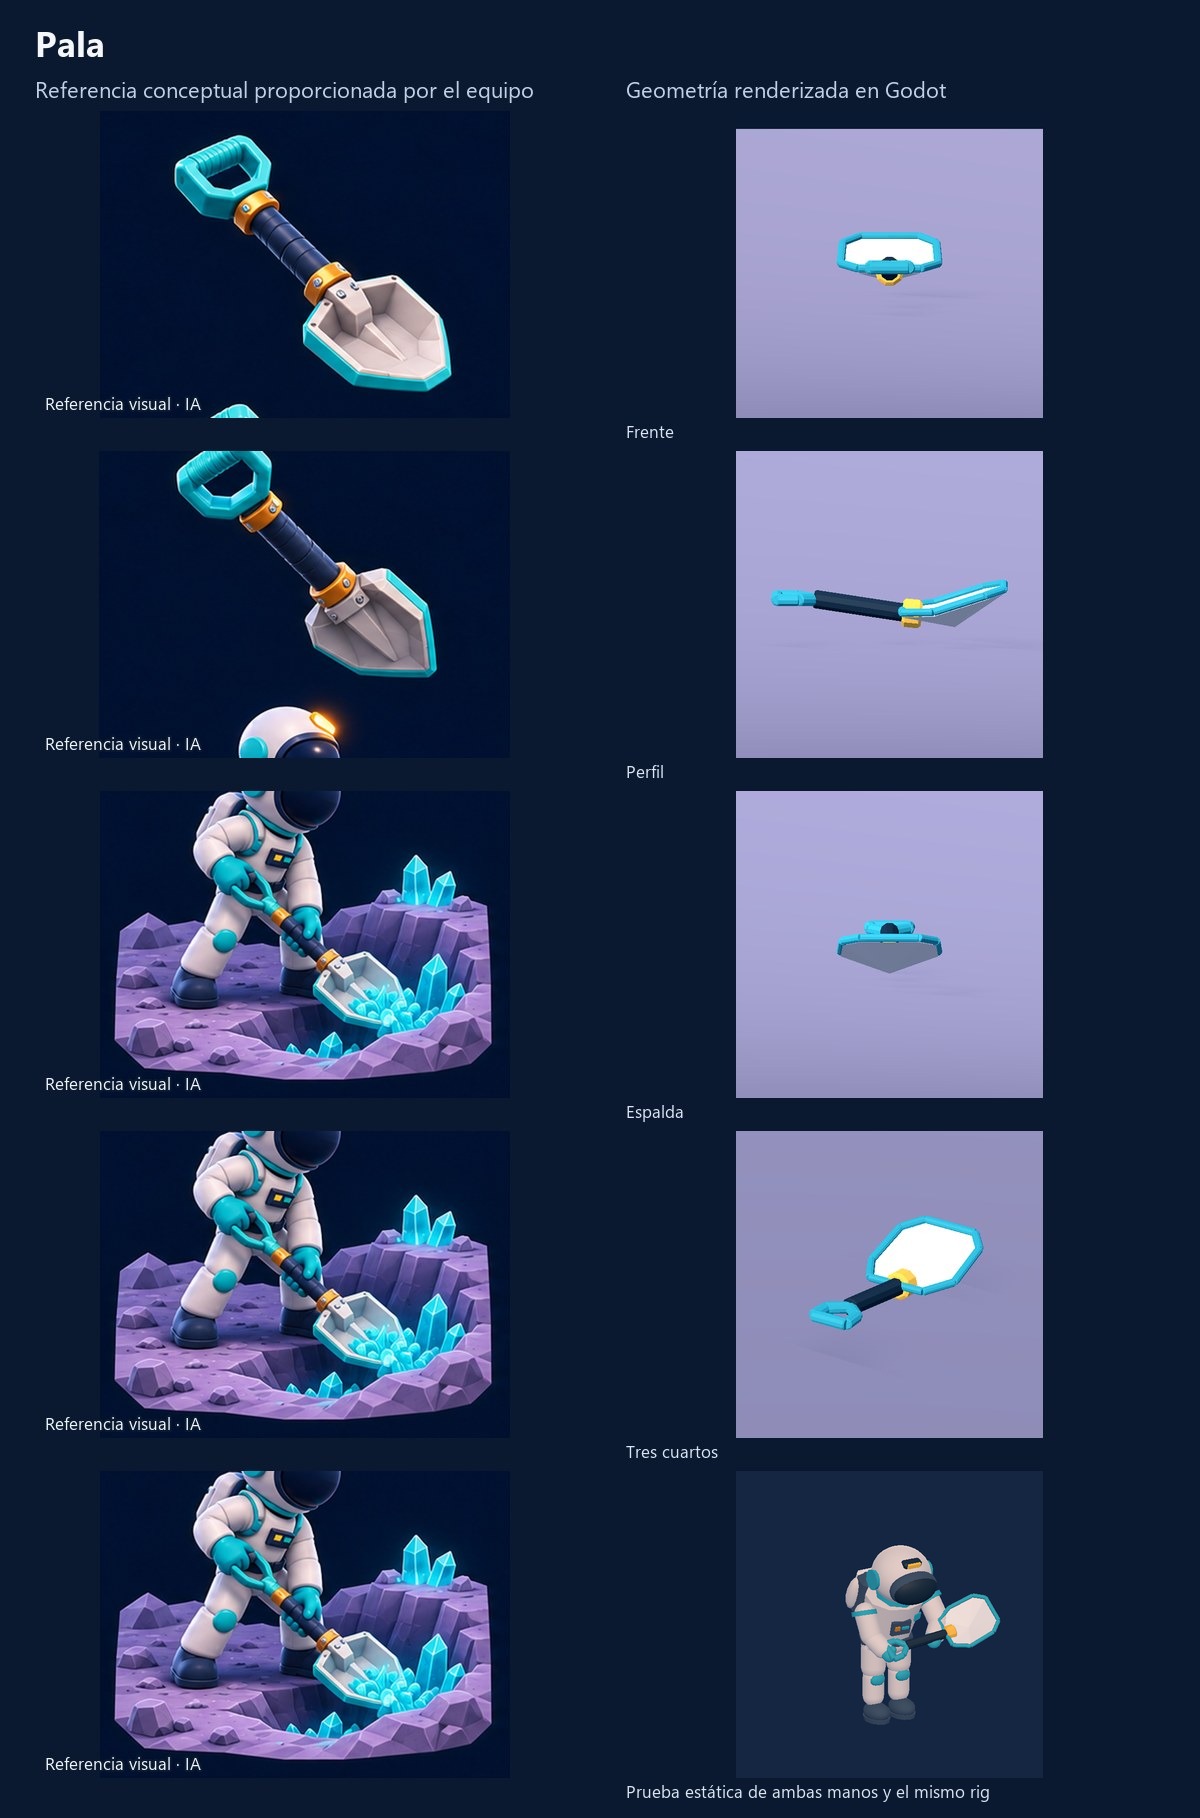 Pala
Referencia conceptual proporcionada por el equipo
Geometría renderizada en Godot
Referencia visual · IA
Frente
Referencia visual · IA
Perfil
Referencia visual · IA
Espalda
Referencia visual · IA
Tres cuartos
Referencia visual · IA
Prueba estática de ambas manos y el mismo rig